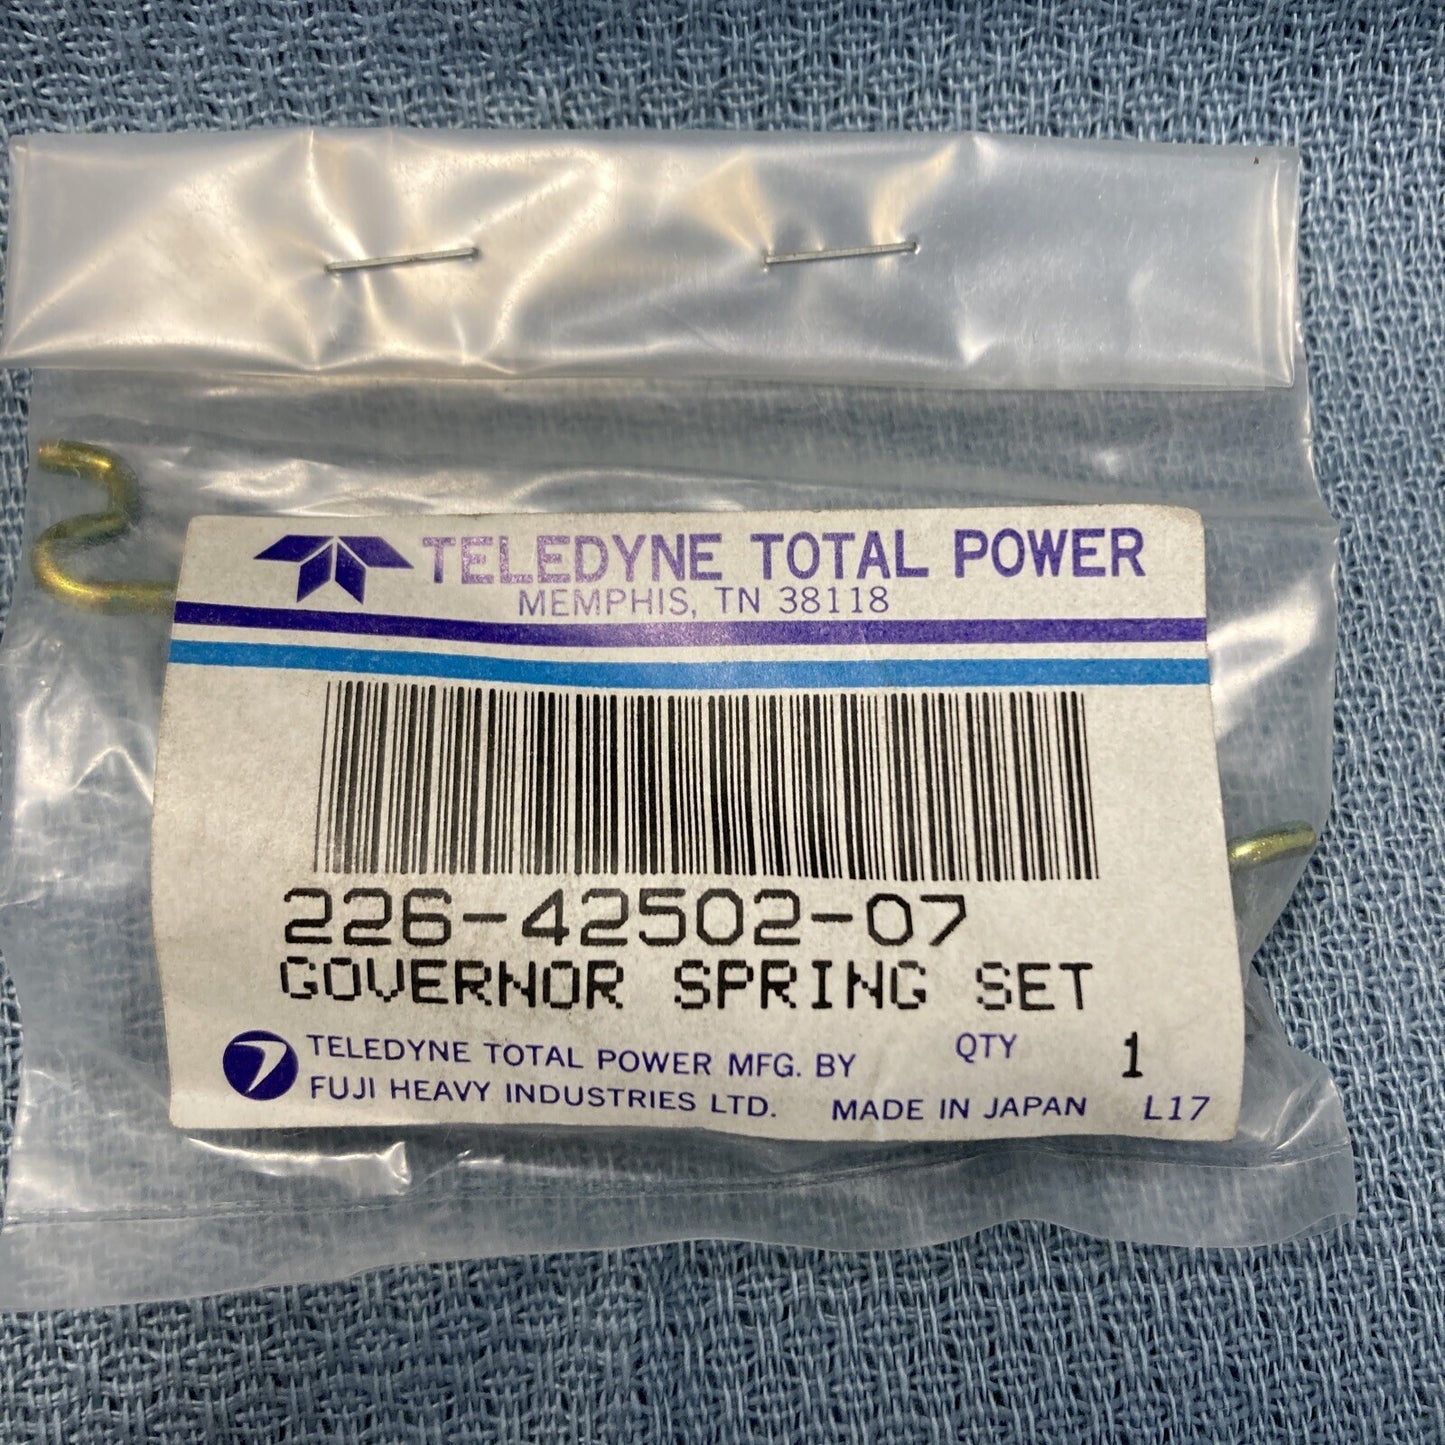 TELEDYNE TOTAL POWER
MEMPHIS, TN 38118
226-42502-07
GOVERNOR SPRING SET
TELEDYNE TOTAL POWER MFG. BY
FUJI HEAVY INDUSTRIES LTD.
QTY 1
MADE IN JAPAN L17